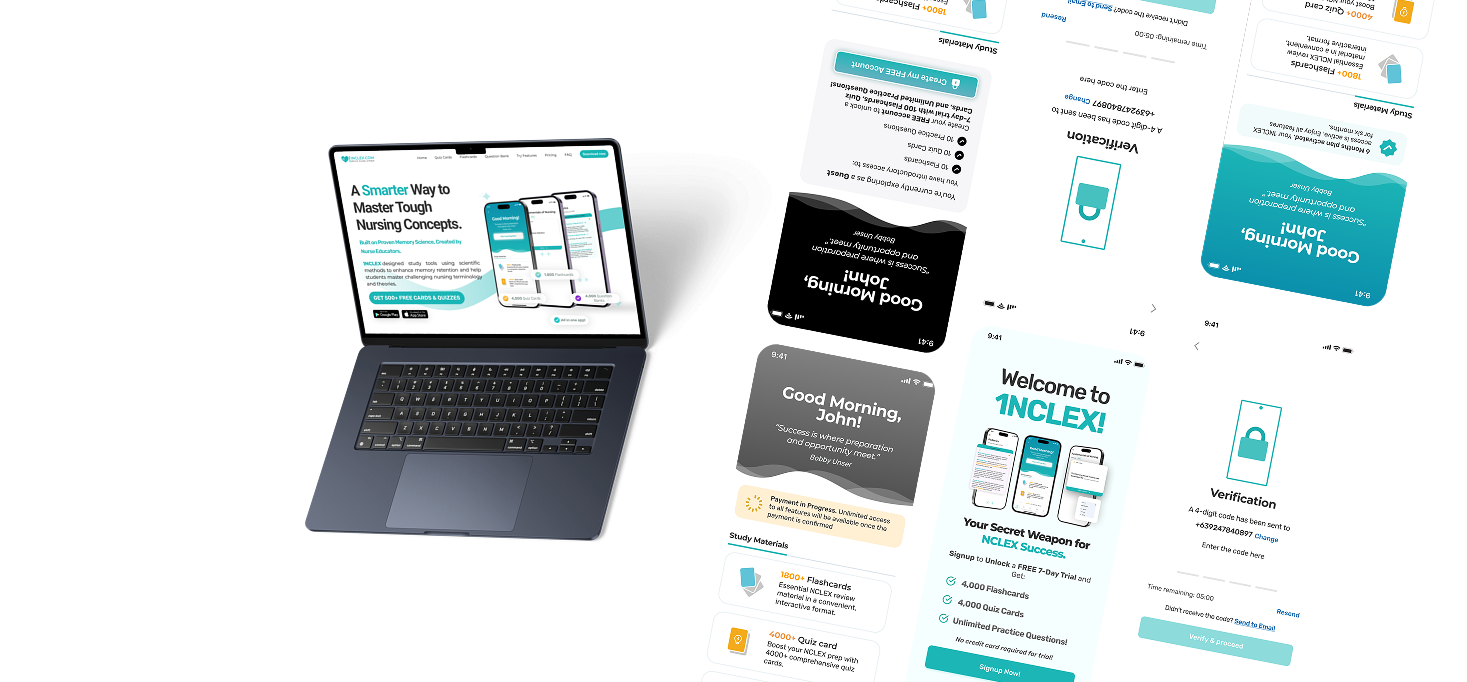 1NCLEX.COM
Home
Quiz Cards
Flashcards
Question Bank
Try Features
Pricing
FAQ
Download Now
A Smarter Way to
Master Tough
Nursing Concepts.
Built on Proven Memory Science, Created by
Nurse Educators.
1NCLEX designed study tools using scientific
methods to enhance memory retention and help
students master challenging nursing terminology
and theories.
GET 500+ FREE CARDS & QUIZZES
Google Play
App Store
Good Morning!
1,800 Flashcards
4,000 Quiz Cards
4,000 Question
All-in-one app!
1800+ Flashcards
Study Materials
Create my FREE Account
Create your FREE account to unlock a
7-day trial with 100 Flashcards, Quiz
Cards, and Unlimited Practice Questions!
10 Practice Questions
10 Quiz Cards
10 Flashcards
You have introductory access to:
You're currently exploring as a Guest
"Success is where preparation
and opportunity meet."
Bobby Unser
Good Morning,
John!
9:41
Didn't receive the code? Send to Email
Resend
Time remaining: 05:00
Enter the code here
A 4-digit code has been sent to
+639247840897 Change
Verification
9:41
4000+ Quiz card
Boost your
1800+ Flashcards
Essential NCLEX review
material in a convenient,
interactive format.
Study Materials
6 Months plan activated. Your 1NCLEX
access is active. Enjoy all features
for six months.
"Success is where preparation
and opportunity meet."
Bobby Unser
Good Morning,
John!
9:41
9:41
Good Morning,
John!
"Success is where preparation
and opportunity meet."
Bobby Unser
Payment in Progress. Unlimited access
to all features will be available once the
payment is confirmed
Study Materials
1800+ Flashcards
Essential NCLEX review
material in a convenient,
interactive format.
4000+ Quiz card
Boost your NCLEX prep with
4000+ comprehensive quiz
cards.
9:41
Welcome to
1NCLEX!
Your Secret Weapon for
NCLEX Success.
Signup to Unlock a FREE 7-Day Trial and
Get:
4,000 Flashcards
4,000 Quiz Cards
Unlimited Practice Questions!
No credit card required for trial!
Signup Now!
9:41
Verification
A 4-digit code has been sent to
+639247840897 Change
Enter the code here
Time remaining: 05:00
Resend
Didn't receive the code? Send to Email
Verify & proceed